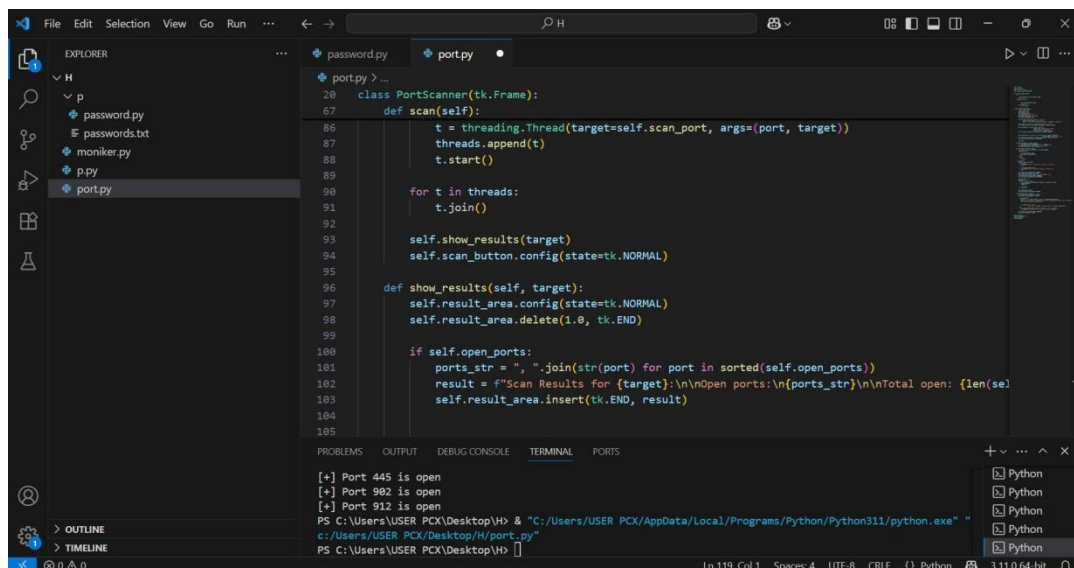 File Edit Selection View Go Run ... H
EXPLORER ...
password.py port.py
H
port.py > ...
p
password.py
passwords.txt
moniker.py
p.py
port.py
20 class PortScanner(tk.Frame):
67 def scan(self):
86 t = threading.Thread(target=self.scan_port, args=(port, target))
87 threads.append(t)
88 t.start()
89
90 for t in threads:
91 t.join()
92
93 self.show_results(target)
94 self.scan_button.config(state=tk.NORMAL)
95
96 def show_results(self, target):
97 self.result_area.config(state=tk.NORMAL)
98 self.result_area.delete(1.0, tk.END)
99
100 if self.open_ports:
101 ports_str = ", ".join(str(port) for port in sorted(self.open_ports))
102 result = f"Scan Results for {target}:\n\nOpen ports:\n{ports_str}\n\nTotal open: {len(sel
103 self.result_area.insert(tk.END, result)
104
105
PROBLEMS OUTPUT DEBUG CONSOLE TERMINAL PORTS
[+] Port 445 is open
[+] Port 902 is open
[+] Port 912 is open
PS C:\Users\USER PCX\Desktop\H> & "C:/Users/USER PCX/AppData/Local/Programs/Python/Python311/python.exe" "
c:/Users/USER PCX/Desktop/H/port.py"
PS C:\Users\USER PCX\Desktop\H>
Python
Python
Python
Python
Python
OUTLINE
TIMELINE
0 0 Ln 119, Col 1 Spaces: 4 UTF-8 CRLF {} Python 3.11.0 64-bit